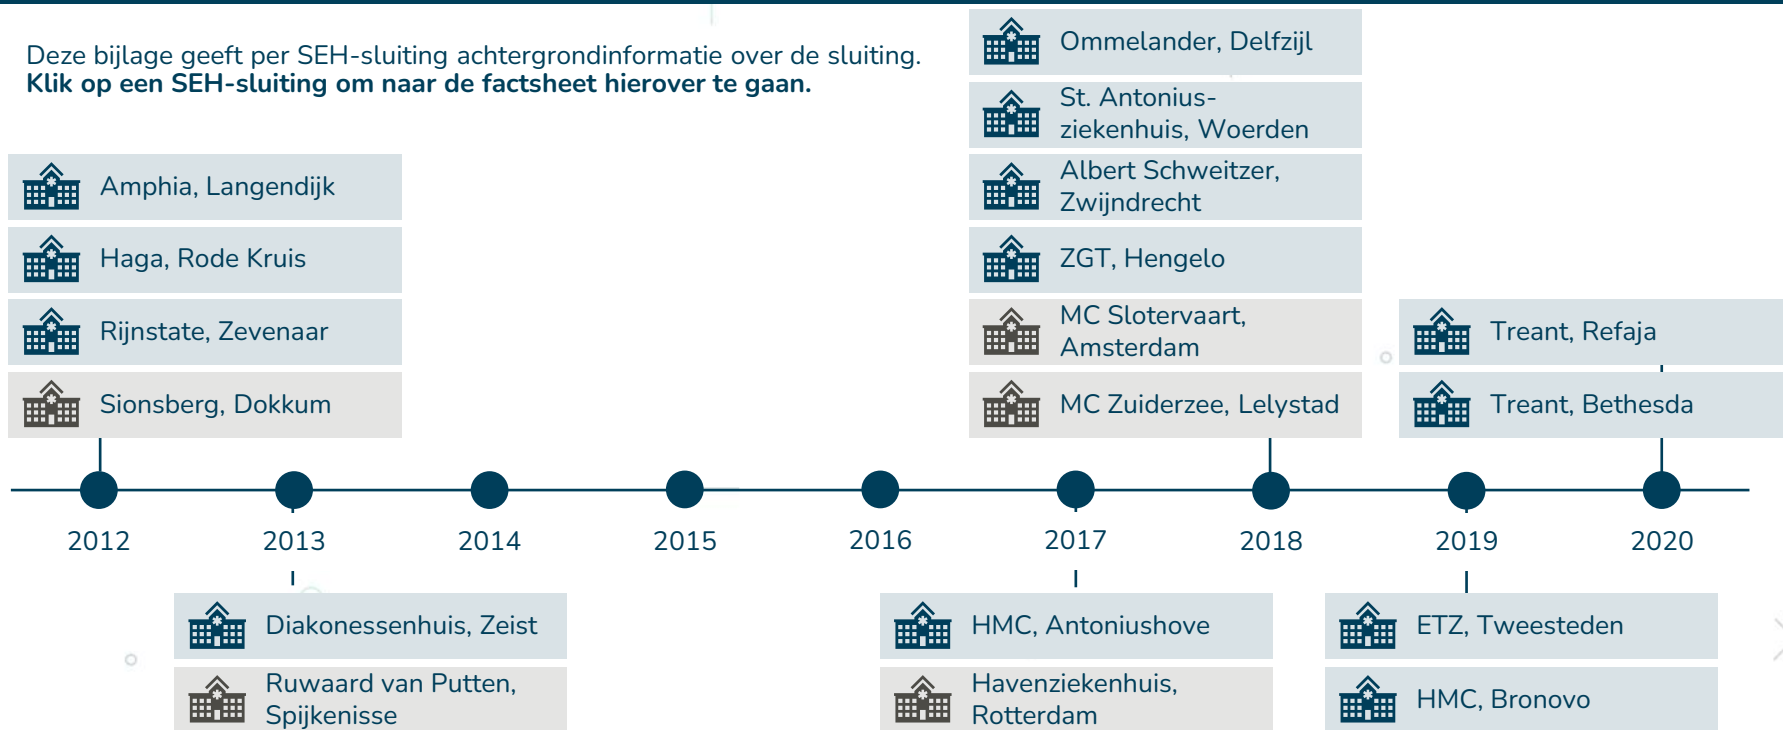 Deze bijlage geeft per SEH-sluiting achtergrondinformatie over de sluiting.
Klik op een SEH-sluiting om naar de factsheet hierover te gaan.
Amphia, Langendijk
Haga, Rode Kruis
Rijnstate, Zevenaar
Sionsberg, Dokkum
Ommelander, Delfzijl
St. Antonius-
ziekenhuis, Woerden
Albert Schweitzer,
Zwijndrecht
ZGT, Hengelo
MC Slotervaart,
Amsterdam
MC Zuiderzee, Lelystad
Treant, Refaja
Treant, Bethesda
2012
2013
2014
2015
2016
2017
2018
2019
2020
Diakonessenhuis, Zeist
Ruwaard van Putten,
Spijkenisse
HMC, Antoniushove
Havenziekenhuis,
Rotterdam
ETZ, Tweesteden
HMC, Bronovo